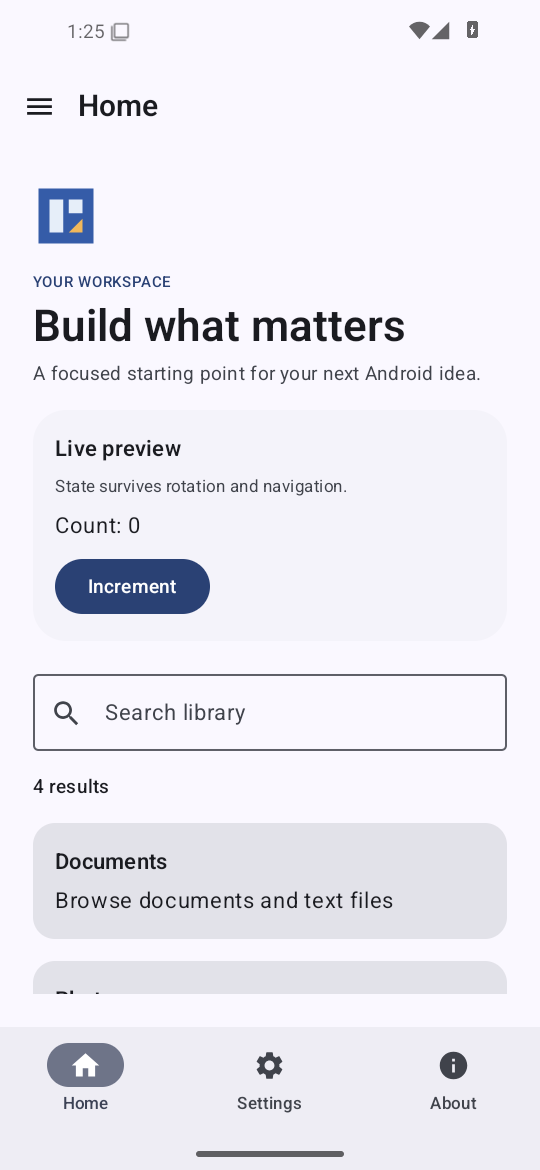 1:25
Home
YOUR WORKSPACE
Build what matters
A focused starting point for your next Android idea.
Live preview
State survives rotation and navigation.
Count: 0
Increment
Search library
4 results
Documents
Browse documents and text files
Home
Settings
About